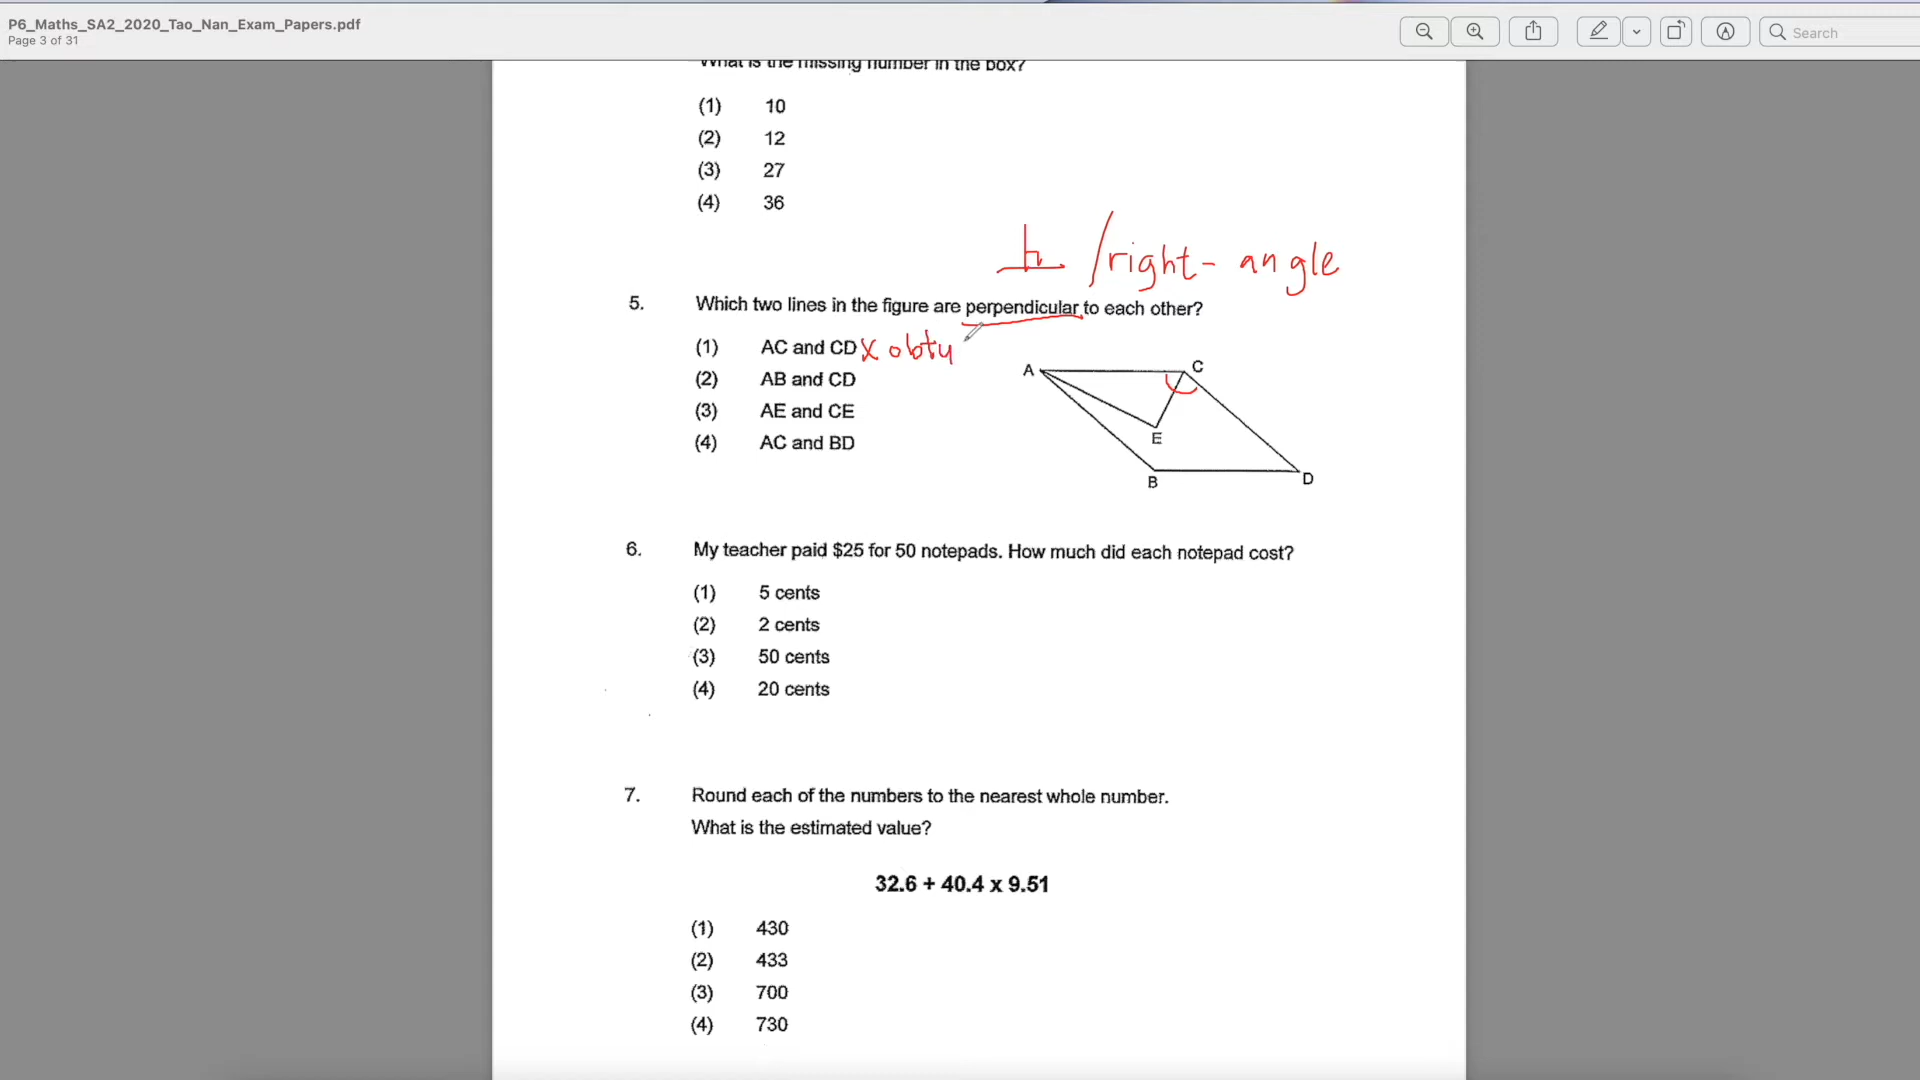 P6_Maths_SA2_2020_Tao_Nan_Exam_Papers.pdf
Page 3 of 31
Search
What is the missing number in the box?
(1) 10
(2) 12
(3) 27
(4) 36
/right- angle
5. Which two lines in the figure are perpendicular to each other?
(1) AC and CD x obtu
(2) AB and CD
(3) AE and CE
(4) AC and BD
A
C
E
B
D
6. My teacher paid $25 for 50 notepads. How much did each notepad cost?
(1) 5 cents
(2) 2 cents
(3) 50 cents
(4) 20 cents
7. Round each of the numbers to the nearest whole number.
What is the estimated value?
32.6 + 40.4 x 9.51
(1) 430
(2) 433
(3) 700
(4) 730